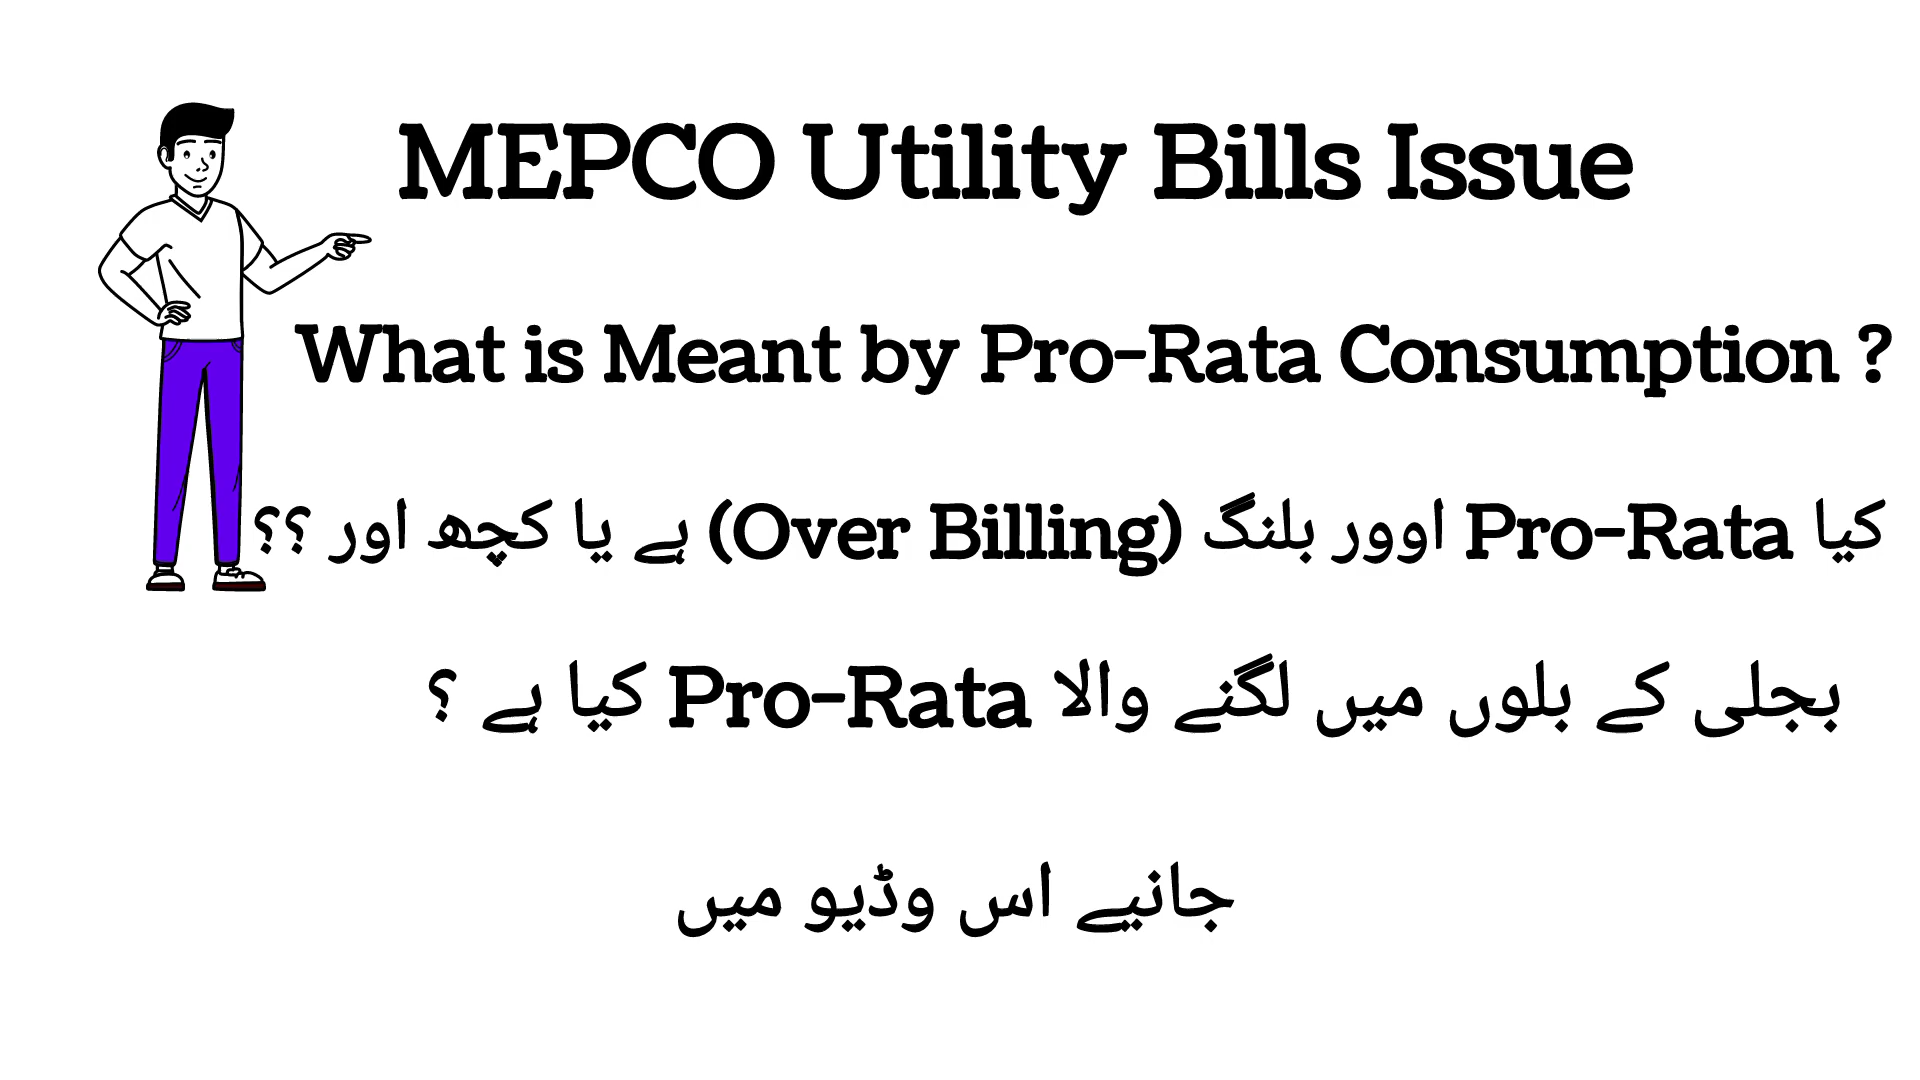 MEPCO Utility Bills Issue
What is Meant by Pro-Rata Consumption ?
کیا Pro-Rata اوور بلنگ (Over Billing) ہے یا کچھ اور ؟؟
بجلی کے بلوں میں لگنے والا Pro-Rata کیا ہے ؟
جانیے اس وڈیو میں